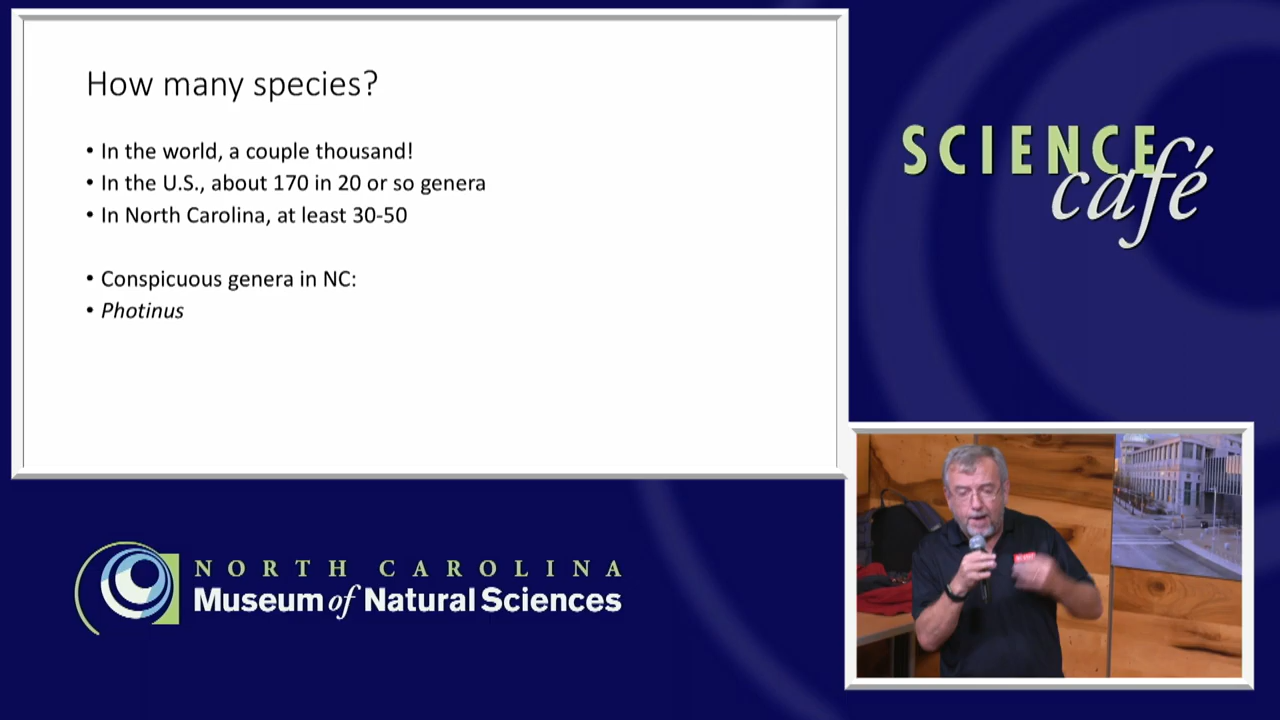 How many species?
• In the world, a couple thousand!
• In the U.S., about 170 in 20 or so genera
• In North Carolina, at least 30-50
• Conspicuous genera in NC:
• Photinus
SCIENCE
café
NORTH CAROLINA
Museum of Natural Sciences